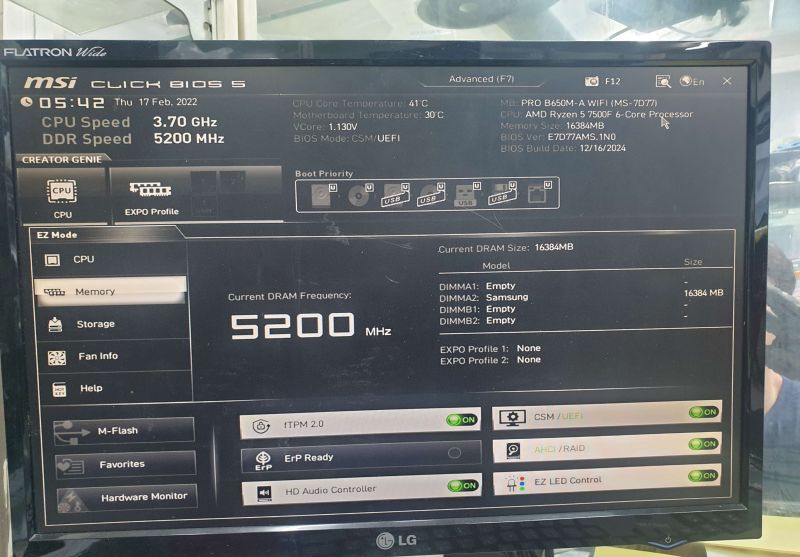 FLATRON Wide
msi CLICK BIOS 5
Advanced (F7)
F12
En
05:42 Thu 17 Feb, 2022
CPU Speed 3.70 GHz
DDR Speed 5200 MHz
CPU Core Temperature: 41°C
Motherboard Temperature: 30°C
VCore: 1.130V
BIOS Mode: CSM/UEFI
MB: PRO B650M-A WIFI (MS-7D77)
CPU: AMD Ryzen 5 7500F 6-Core Processor
Memory Size: 16384MB
BIOS Ver: E7D77AMS.1N0
BIOS Build Date: 12/16/2024
CREATOR GENIE
CPU
CPU
EXPO Profile
Boot Priority
U U U U U U U
USB USB USB USB
EZ Mode
CPU
Memory
Storage
Fan Info
HOT KEY
Help
Current DRAM Frequency:
5200 MHz
Current DRAM Size: 16384MB
Model Size
DIMMA1: Empty -
DIMMA2: Samsung 16384 MB
DIMMB1: Empty -
DIMMB2: Empty -
EXPO Profile 1: None
EXPO Profile 2: None
M-Flash
Favorites
Hardware Monitor
fTPM 2.0 ON
ErP
ErP Ready
HD Audio Controller ON
CSM/UEFI ON
AHCI/RAID ON
EZ LED Control ON
LG